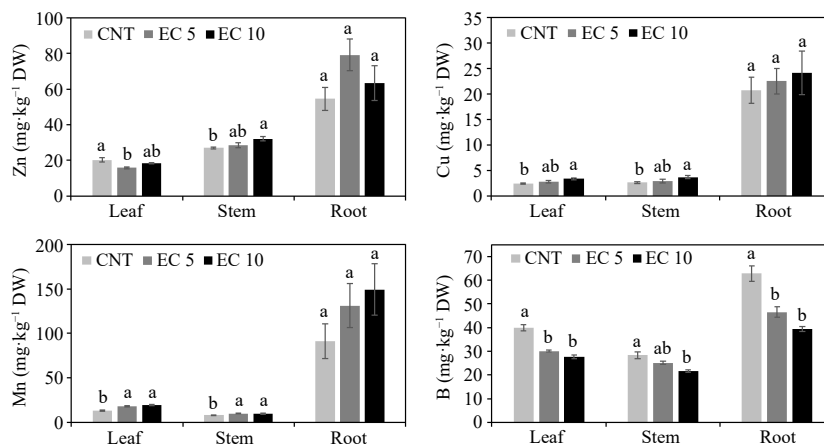 100
80
60
40
20
0
Zn (mg·kg⁻¹ DW)
CNT EC 5 EC 10
a b ab
b ab a
a a a
Leaf Stem Root
35
30
25
20
15
10
5
0
Cu (mg·kg⁻¹ DW)
CNT EC 5 EC 10
b ab a
b ab a
a a a
Leaf Stem Root
200
150
100
50
0
Mn (mg·kg⁻¹ DW)
CNT EC 5 EC 10
b a a
b a a
a a a
Leaf Stem Root
70
60
50
40
30
20
10
0
B (mg·kg⁻¹ DW)
CNT EC 5 EC 10
a b b
a ab b
a b b
Leaf Stem Root